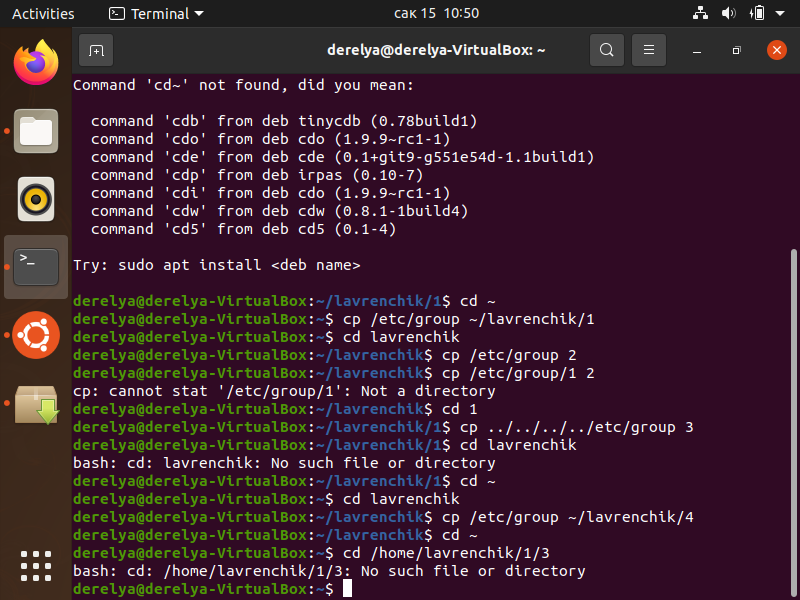 Activities
Terminal
сак 15 10:50
derelya@derelya-VirtualBox: ~
Command 'cd~' not found, did you mean:
command 'cdb' from deb tinycdb (0.78build1)
command 'cdo' from deb cdo (1.9.9~rc1-1)
command 'cde' from deb cde (0.1+git9-g551e54d-1.1build1)
command 'cdp' from deb irpas (0.10-7)
command 'cdi' from deb cdo (1.9.9~rc1-1)
command 'cdw' from deb cdw (0.8.1-1build4)
command 'cd5' from deb cd5 (0.1-4)
Try: sudo apt install <deb name>
derelya@derelya-VirtualBox:~/lavrenchik/1$ cd ~
derelya@derelya-VirtualBox:~$ cp /etc/group ~/lavrenchik/1
derelya@derelya-VirtualBox:~$ cd lavrenchik
derelya@derelya-VirtualBox:~/lavrenchik$ cp /etc/group 2
derelya@derelya-VirtualBox:~/lavrenchik$ cp /etc/group/1 2
cp: cannot stat '/etc/group/1': Not a directory
derelya@derelya-VirtualBox:~/lavrenchik$ cd 1
derelya@derelya-VirtualBox:~/lavrenchik/1$ cp ../../../../etc/group 3
derelya@derelya-VirtualBox:~/lavrenchik/1$ cd lavrenchik
bash: cd: lavrenchik: No such file or directory
derelya@derelya-VirtualBox:~/lavrenchik/1$ cd ~
derelya@derelya-VirtualBox:~$ cd lavrenchik
derelya@derelya-VirtualBox:~/lavrenchik$ cp /etc/group ~/lavrenchik/4
derelya@derelya-VirtualBox:~/lavrenchik$ cd ~
derelya@derelya-VirtualBox:~$ cd /home/lavrenchik/1/3
bash: cd: /home/lavrenchik/1/3: No such file or directory
derelya@derelya-VirtualBox:~$